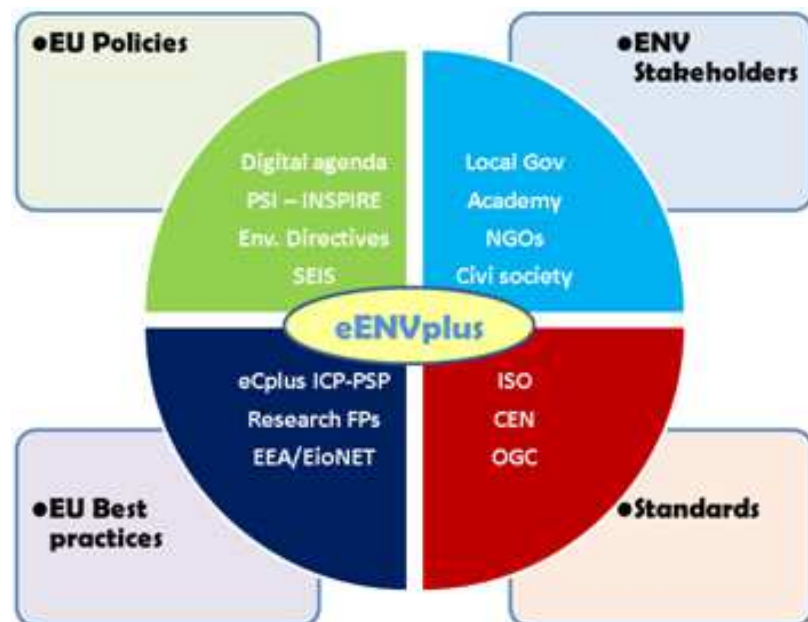 ●EU Policies
●ENV
Stakeholders
Digital agenda
PSI – INSPIRE
Env. Directives
SEIS
Local Gov
Academy
NGOs
Civi society
eENVplus
eCplus ICP-PSP
Research FPs
EEA/EioNET
ISO
CEN
OGC
●EU Best
practices
●Standards